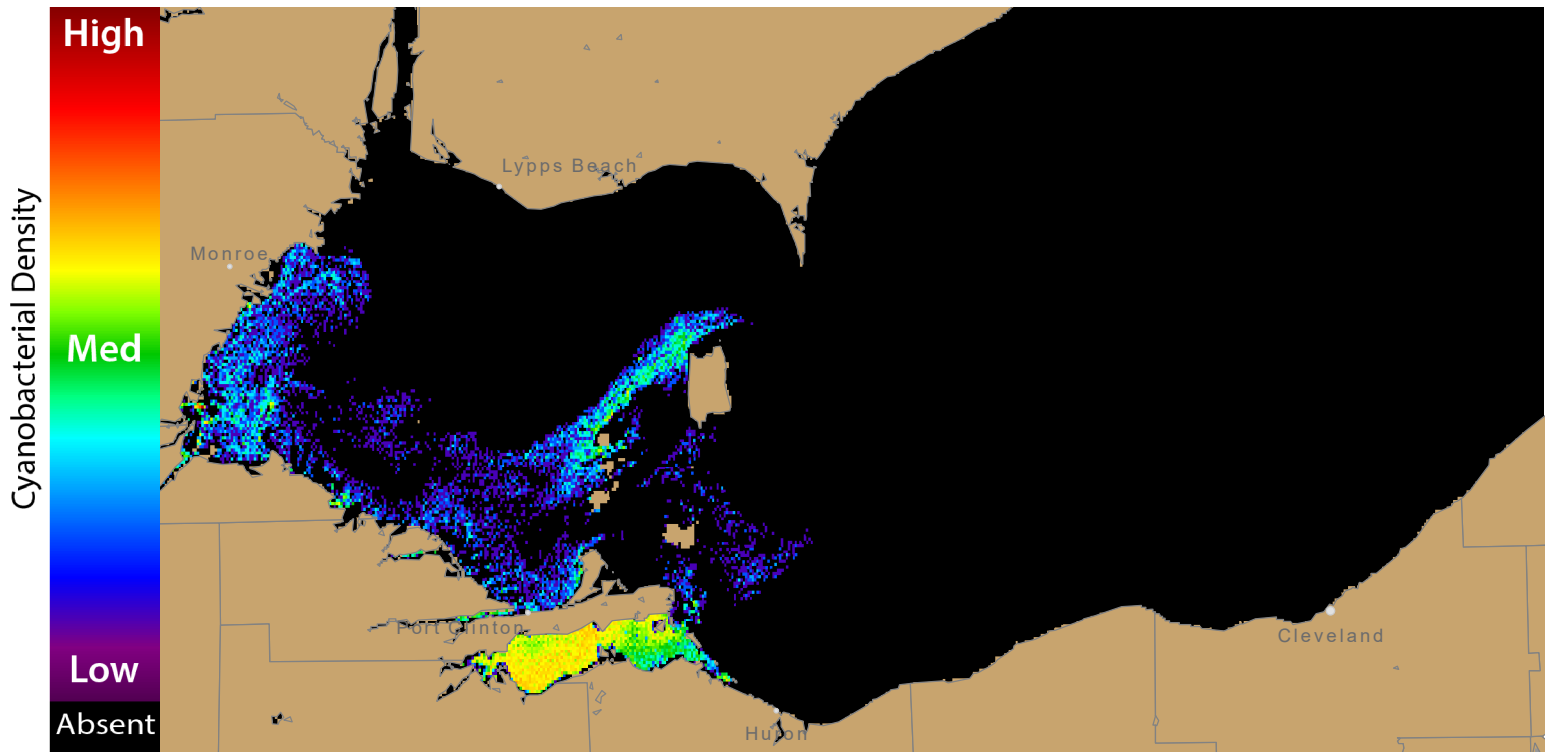 High
Lypps Beach
Monroe
Med
Cyanobacterial Density
Port Clinton
Cleveland
Low
Absent
Huron